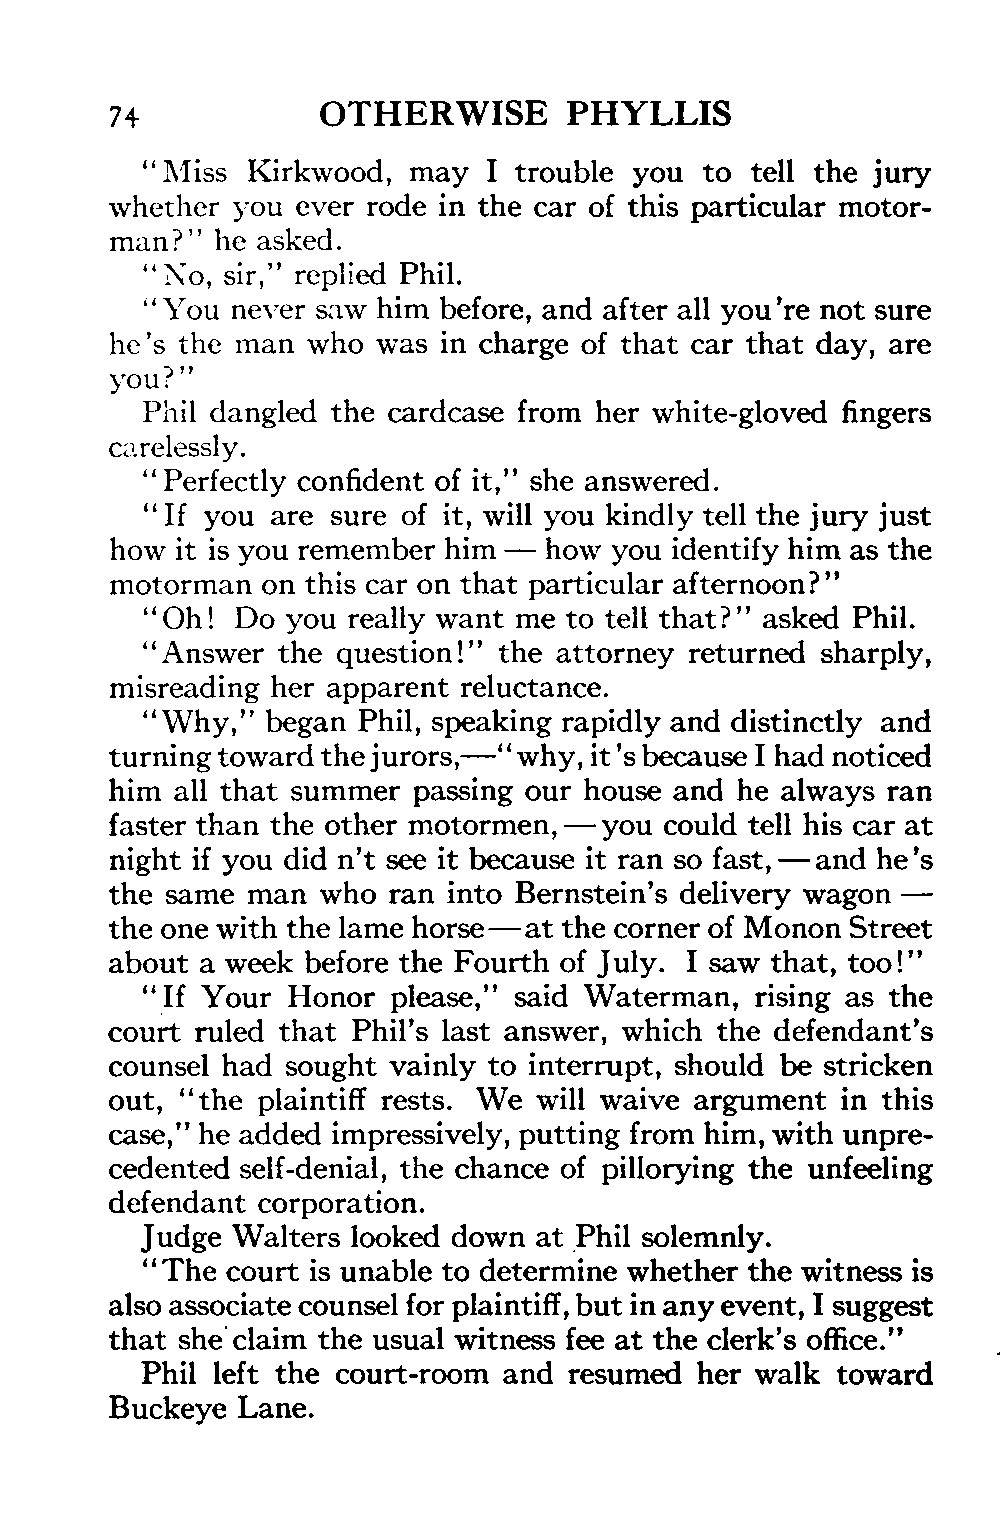 74 OTHERWISE PHYLLIS
"Miss Kirkwood, may I trouble you to tell the jury
whether you ever rode in the car of this particular motor-
man?" he asked.
"No, sir," replied Phil.
"You never saw him before, and after all you're not sure
he's the man who was in charge of that car that day, are
you?"
Phil dangled the cardcase from her white-gloved fingers
carelessly.
"Perfectly confident of it," she answered.
"If you are sure of it, will you kindly tell the jury just
how it is you remember him — how you identify him as the
motorman on this car on that particular afternoon?"
"Oh! Do you really want me to tell that?" asked Phil.
"Answer the question!" the attorney returned sharply,
misreading her apparent reluctance.
"Why," began Phil, speaking rapidly and distinctly and
turning toward the jurors,—"why, it's because I had noticed
him all that summer passing our house and he always ran
faster than the other motormen, — you could tell his car at
night if you did n't see it because it ran so fast, — and he's
the same man who ran into Bernstein's delivery wagon —
the one with the lame horse—at the corner of Monon Street
about a week before the Fourth of July. I saw that, too!"
"If Your Honor please," said Waterman, rising as the
court ruled that Phil's last answer, which the defendant's
counsel had sought vainly to interrupt, should be stricken
out, "the plaintiff rests. We will waive argument in this
case," he added impressively, putting from him, with unpre-
cedented self-denial, the chance of pillorying the unfeeling
defendant corporation.
Judge Walters looked down at Phil solemnly.
"The court is unable to determine whether the witness is
also associate counsel for plaintiff, but in any event, I suggest
that she claim the usual witness fee at the clerk's office."
Phil left the court-room and resumed her walk toward
Buckeye Lane.